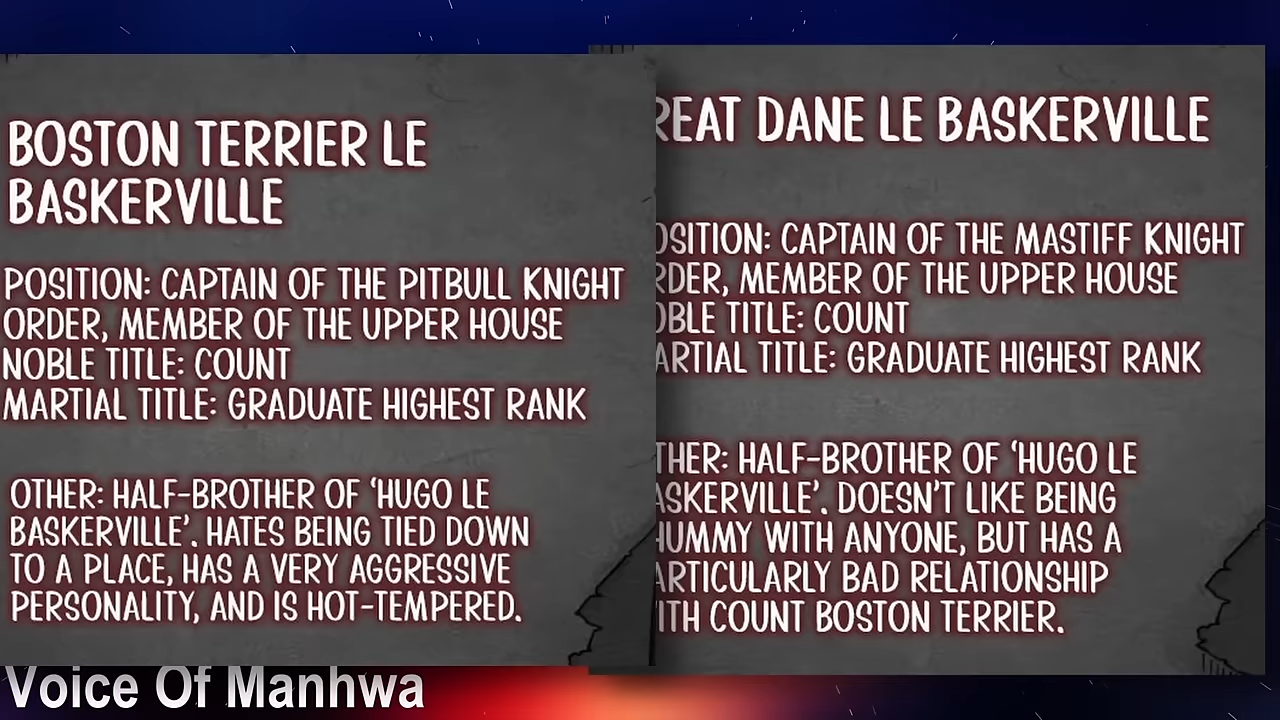 BOSTON TERRIER LE
BASKERVILLE
POSITION: CAPTAIN OF THE PITBULL KNIGHT
ORDER, MEMBER OF THE UPPER HOUSE
NOBLE TITLE: COUNT
MARTIAL TITLE: GRADUATE HIGHEST RANK
OTHER: HALF-BROTHER OF ‘HUGO LE
BASKERVILLE’. HATES BEING TIED DOWN
TO A PLACE, HAS A VERY AGGRESSIVE
PERSONALITY, AND IS HOT-TEMPERED.
REAT DANE LE BASKERVILLE
OSITION: CAPTAIN OF THE MASTIFF KNIGHT
RDER, MEMBER OF THE UPPER HOUSE
OBLE TITLE: COUNT
ARTIAL TITLE: GRADUATE HIGHEST RANK
THER: HALF-BROTHER OF ‘HUGO LE
ASKERVILLE’. DOESN’T LIKE BEING
HUMMY WITH ANYONE, BUT HAS A
ARTICULARLY BAD RELATIONSHIP
ITH COUNT BOSTON TERRIER.
Voice Of Manhwa